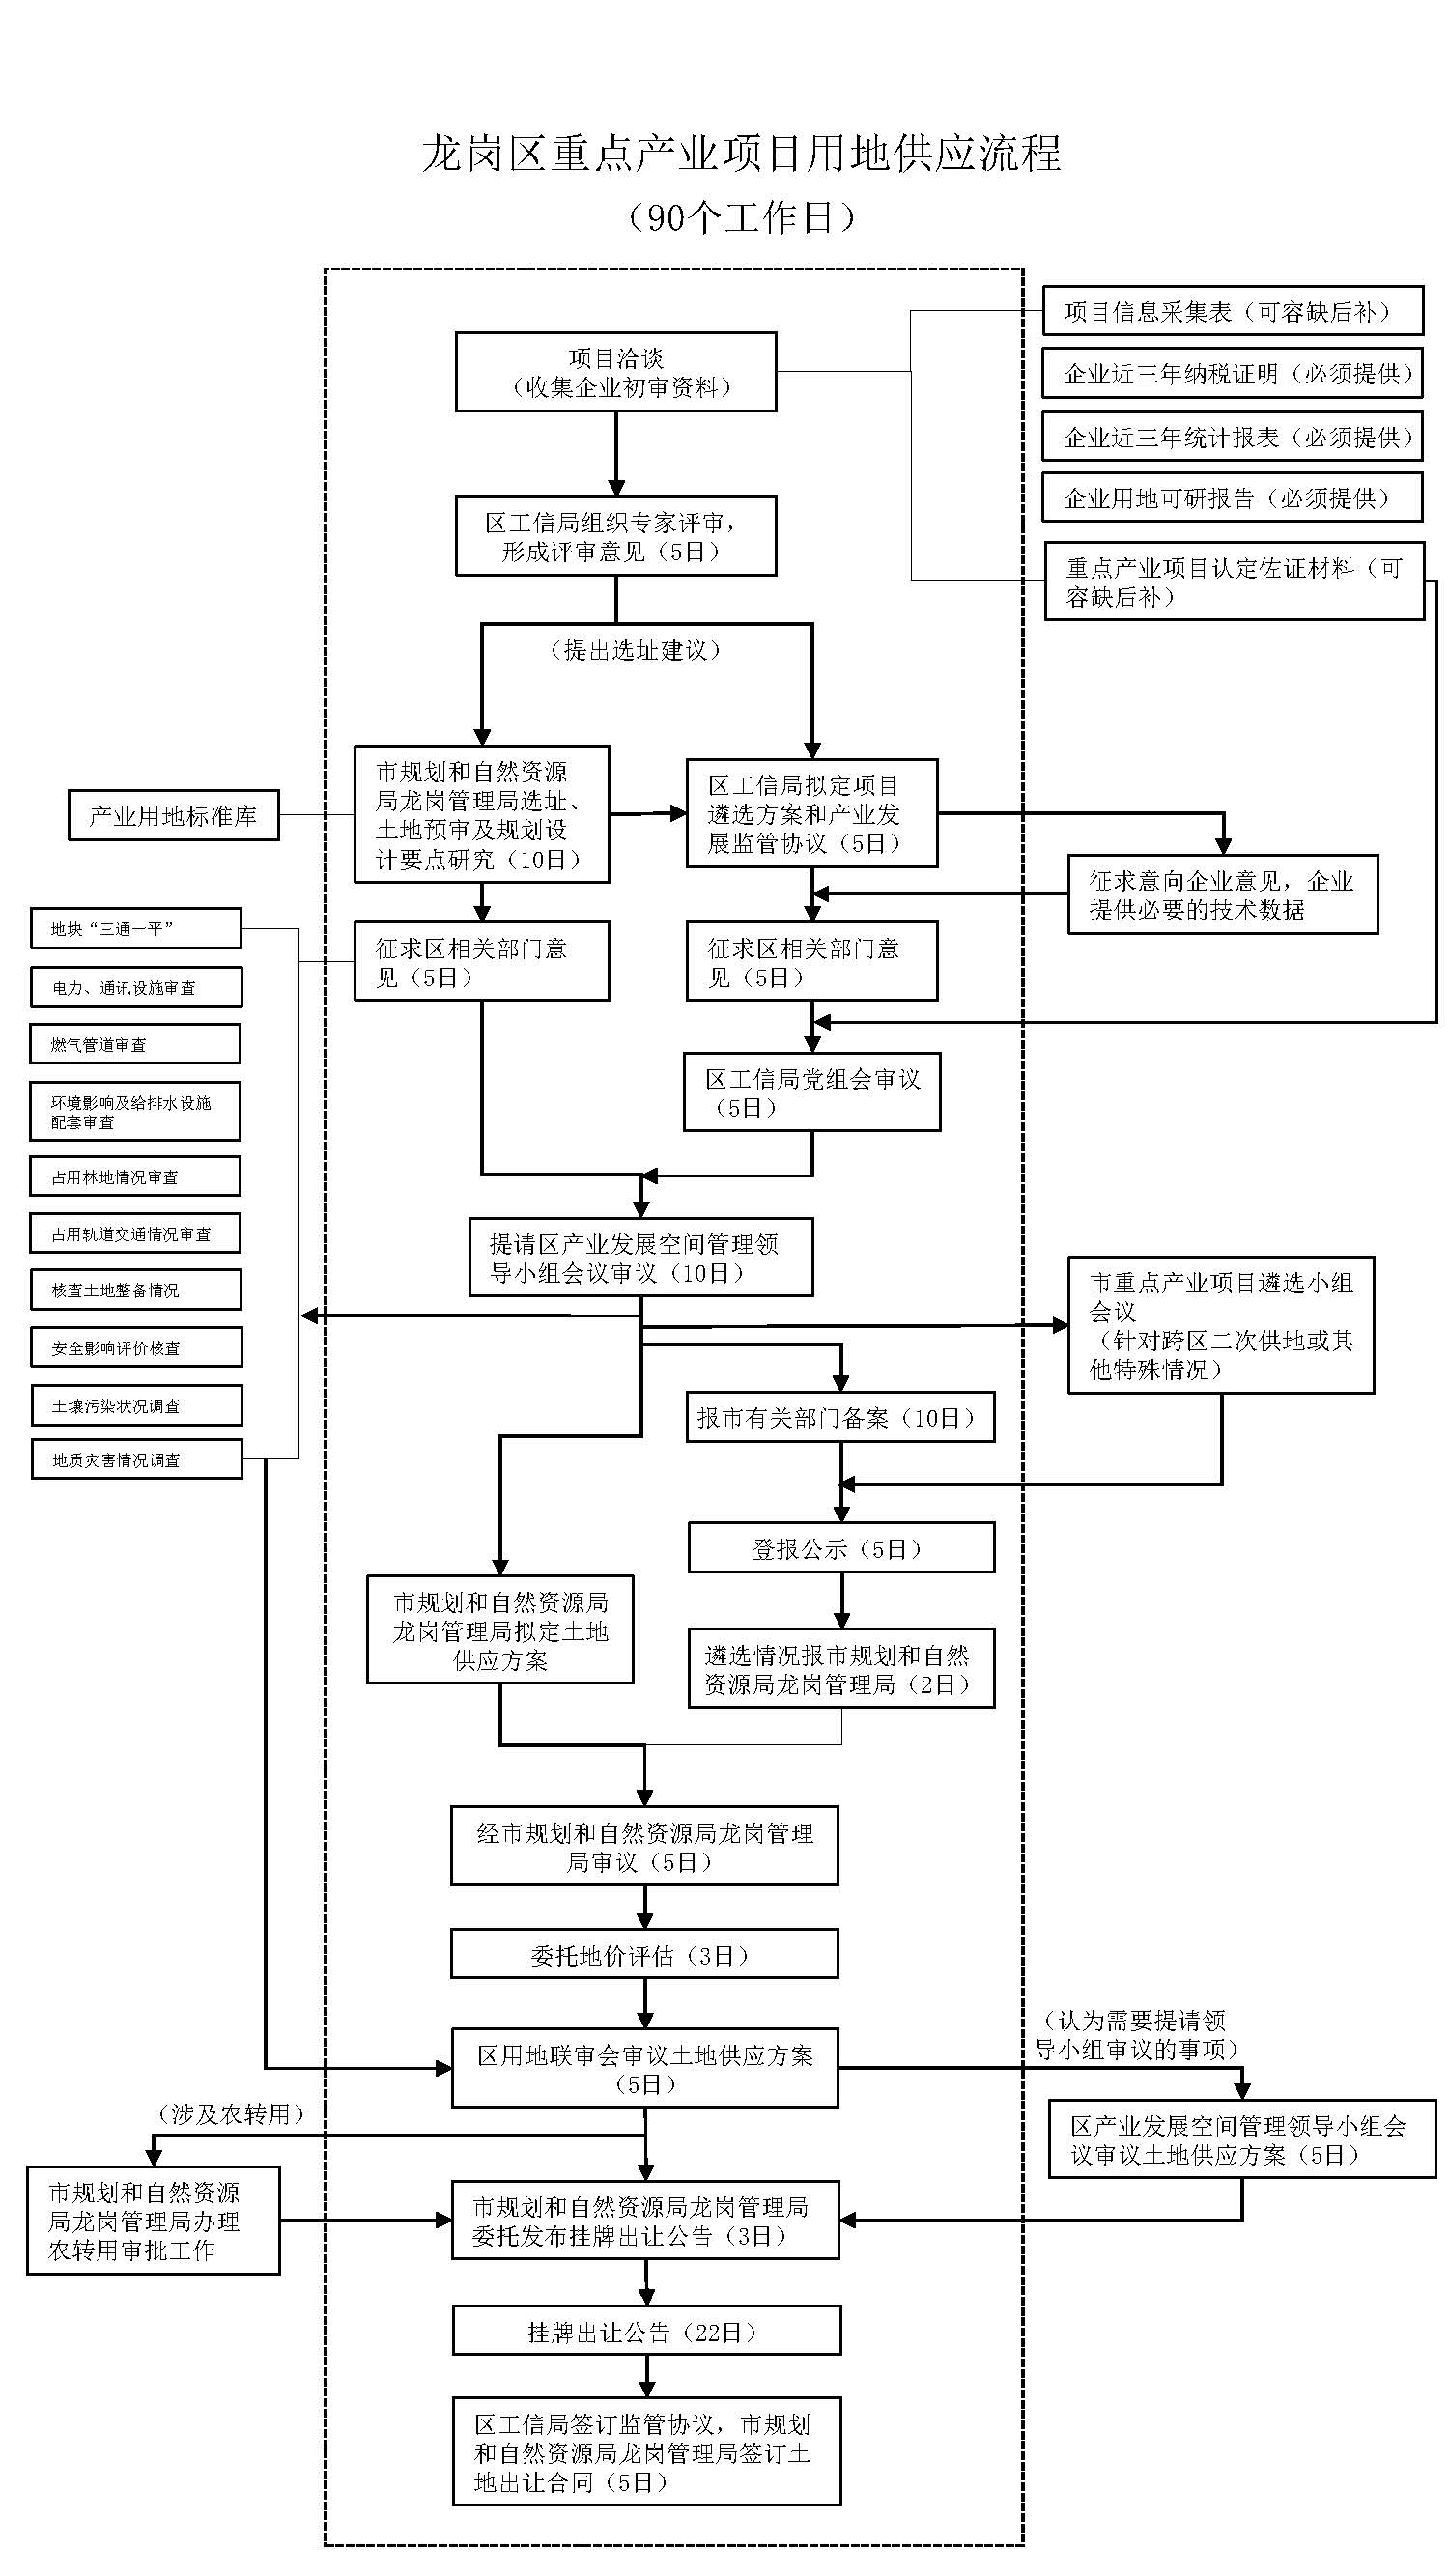 龙岗区重点产业项目用地供应流程
（90个工作日）
项目信息采集表（可容缺后补）
项目洽谈
（收集企业初审资料）
企业近三年纳税证明（必须提供）
企业近三年统计报表（必须提供）
企业用地可研报告（必须提供）
区工信局组织专家评审，
形成评审意见（5日）
重点产业项目认定佐证材料（可
容缺后补）
（提出选址建议）
产业用地标准库
市规划和自然资源
局龙岗管理局选址、
土地预审及规划设
计要点研究（10日）
区工信局拟定项目
遴选方案和产业发
展监管协议（5日）
征求意向企业意见，企业
提供必要的技术数据
征求区相关部门意
见（5日）
征求区相关部门意
见（5日）
地块“三通一平”
电力、通讯设施审查
燃气管道审查
环境影响及给排水设施
配套审查
占用林地情况审查
占用轨道交通情况审查
核查土地整备情况
安全影响评价核查
土壤污染状况调查
地质灾害情况调查
区工信局党组会审议
（5日）
提请区产业发展空间管理领
导小组会议审议（10日）
市重点产业项目遴选小组
会议
（针对跨区二次供地或其
他特殊情况）
报市有关部门备案（10日）
登报公示（5日）
市规划和自然资源局
龙岗管理局拟定土地
供应方案
遴选情况报市规划和自然
资源局龙岗管理局（2日）
经市规划和自然资源局龙岗管理
局审议（5日）
委托地价评估（3日）
区用地联审会审议土地供应方案
（5日）
（认为需要提请领
导小组审议的事项）
（涉及农转用）
区产业发展空间管理领导小组会
议审议土地供应方案（5日）
市规划和自然资源
局龙岗管理局办理
农转用审批工作
市规划和自然资源局龙岗管理局
委托发布挂牌出让公告（3日）
挂牌出让公告（22日）
区工信局签订监管协议，市规划
和自然资源局龙岗管理局签订土
地出让合同（5日）